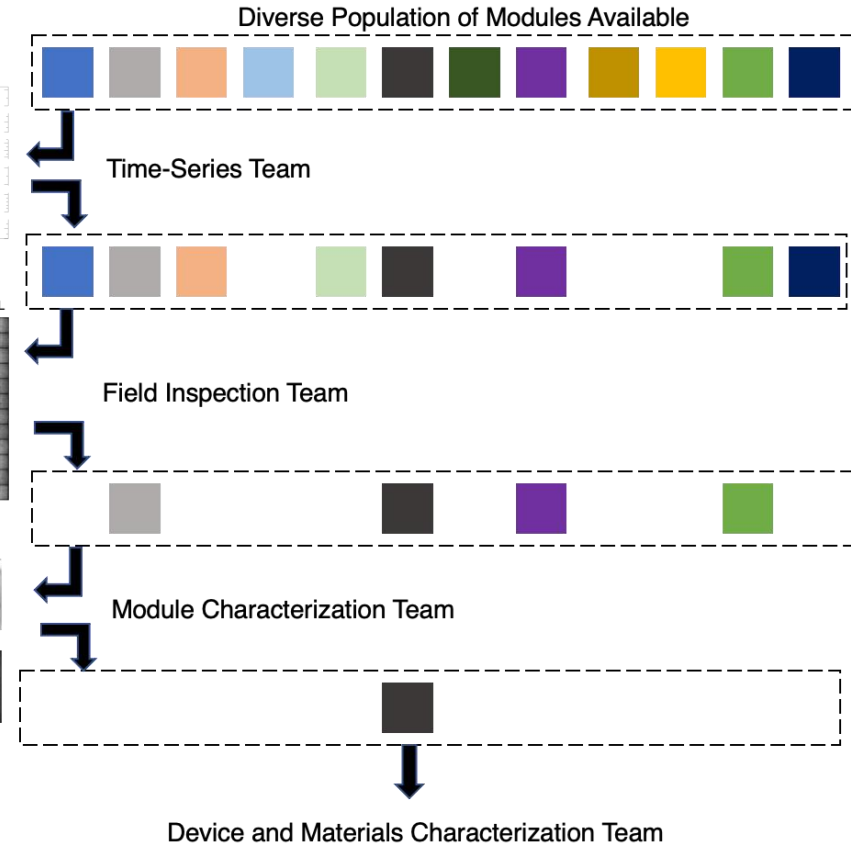 Diverse Population of Modules Available
Time-Series Team
Field Inspection Team
Module Characterization Team
Device and Materials Characterization Team